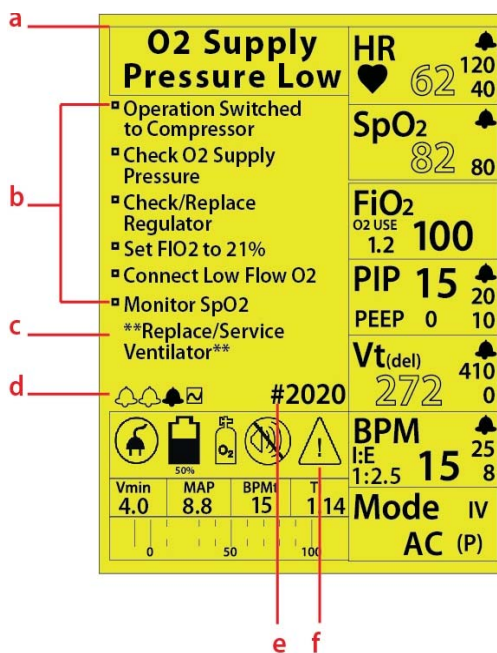 a
O2 Supply
Pressure Low
b
Operation Switched
to Compressor
Check O2 Supply
Pressure
Check/Replace
Regulator
Set FIO2 to 21%
Connect Low Flow O2
Monitor SpO2
c
**Replace/Service
Ventilator**
d
#2020
50%
O2
!
Vmin MAP BPMt T
4.0 8.8 15 1.14
0 50 100
HR 120
62 40
SpO2
82 80
FiO2
O2 USE
1.2 100
PIP 15 20
PEEP 0 10
Vt(del) 410
272 0
BPM 25
I:E
1:2.5 15 8
Mode IV
AC (P)
e f